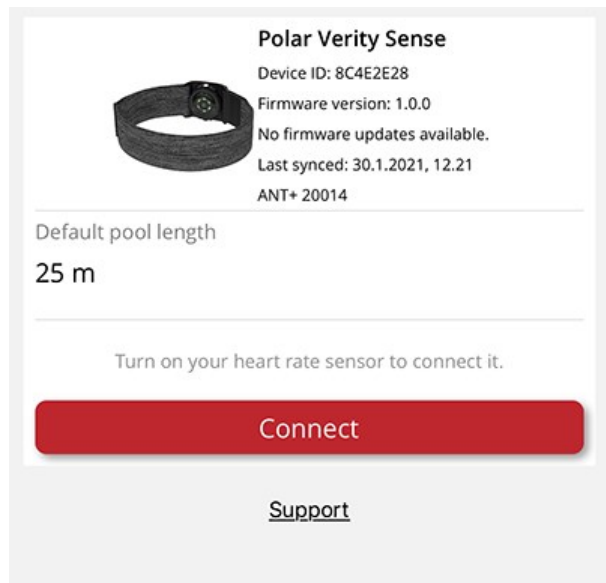 Polar Verity Sense
Device ID: 8C4E2E28
Firmware version: 1.0.0
No firmware updates available.
Last synced: 30.1.2021, 12.21
ANT+ 20014
Default pool length
25 m
Turn on your heart rate sensor to connect it.
Connect
Support